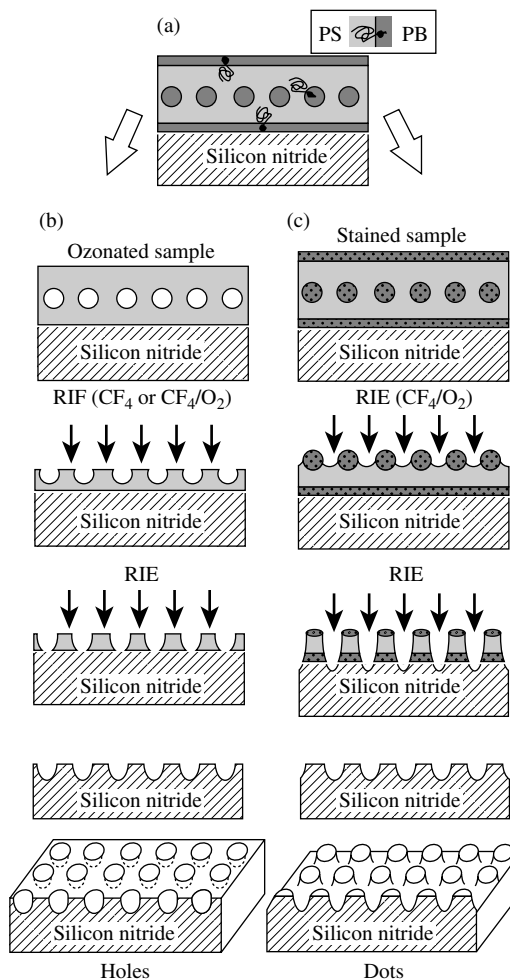 (a)
PS PB
Silicon nitride
(b)
Ozonated sample
Silicon nitride
RIF (CF4 or CF4/O2)
Silicon nitride
RIE
Silicon nitride
Silicon nitride
Silicon nitride
Holes
(c)
Stained sample
Silicon nitride
RIE (CF4/O2)
Silicon nitride
RIE
Silicon nitride
Silicon nitride
Silicon nitride
Dots